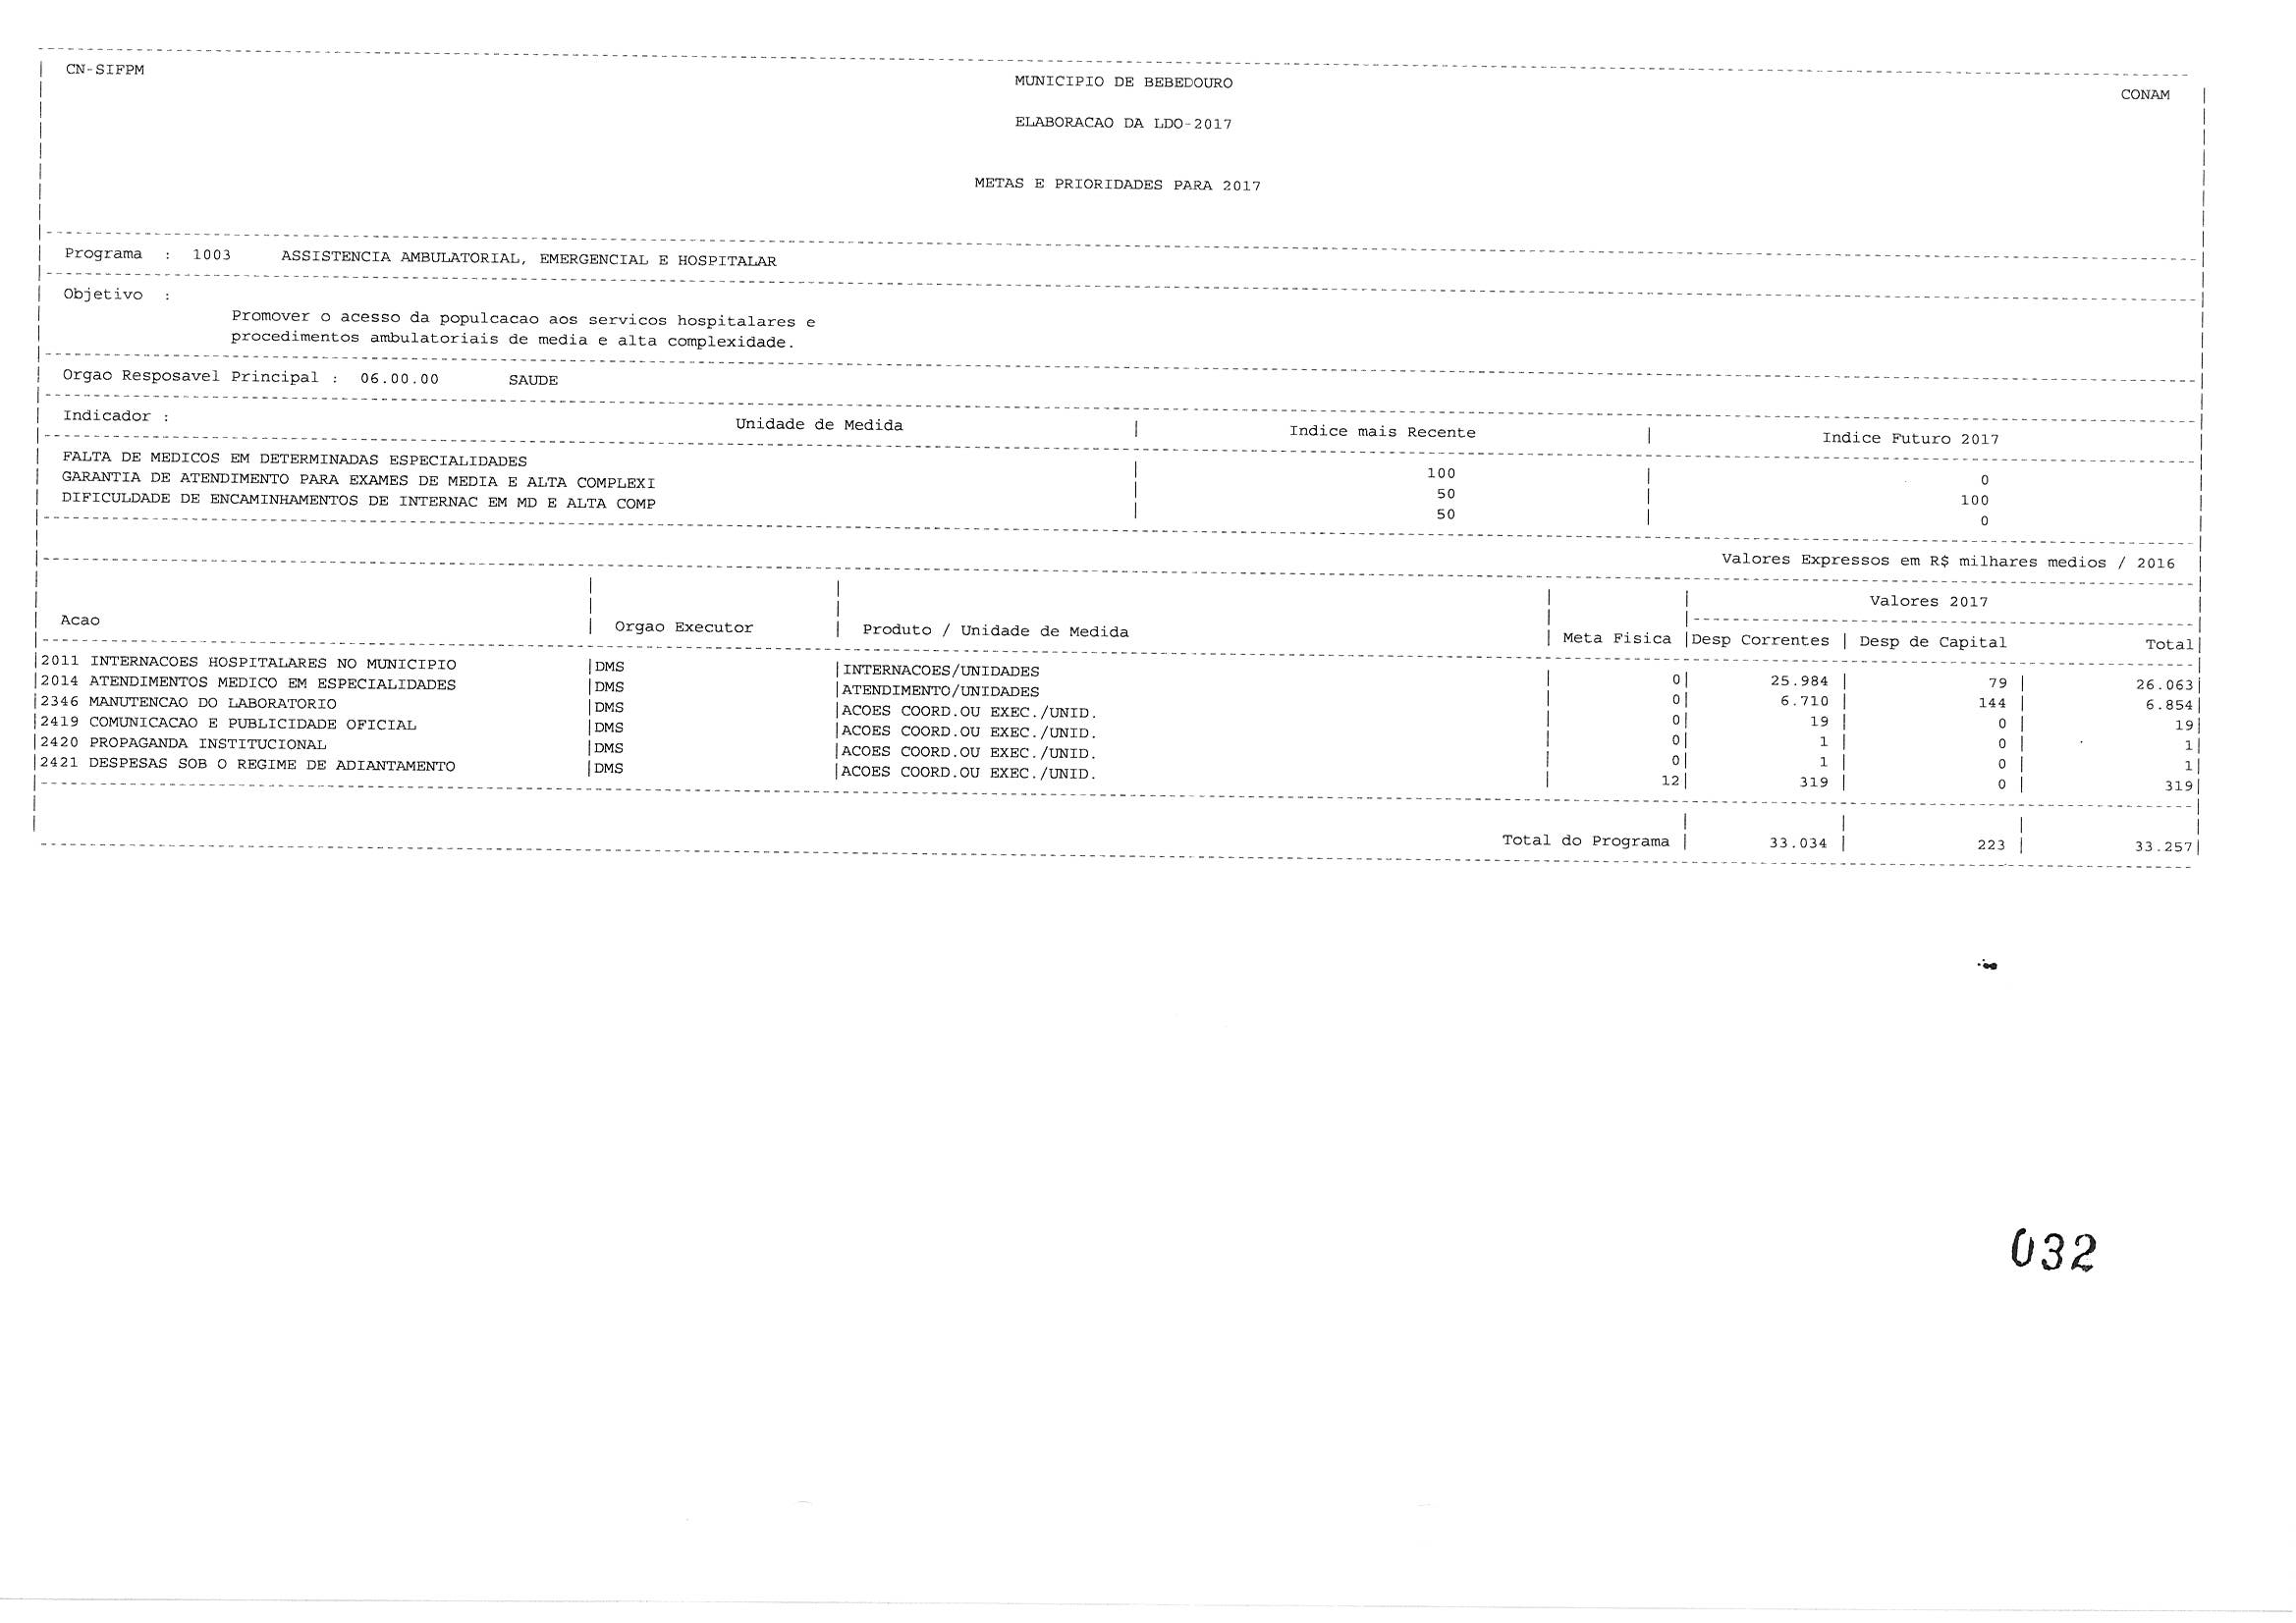 CN-SIFPM
MUNICIPIO DE BEBEDOURO
CONAM
ELABORACAO DA LDO-2017
METAS E PRIORIDADES PARA 2017
Programa : 1003 ASSISTENCIA AMBULATORIAL, EMERGENCIAL E HOSPITALAR
Objetivo :
Promover o acesso da populcacao aos servicos hospitalares e
procedimentos ambulatoriais de media e alta complexidade.
Orgao Resposavel Principal : 06.00.00 SAUDE
Indicador : Unidade de Medida | Indice mais Recente | Indice Futuro 2017
FALTA DE MEDICOS EM DETERMINADAS ESPECIALIDADES | 100 | 0
GARANTIA DE ATENDIMENTO PARA EXAMES DE MEDIA E ALTA COMPLEXI | 50 | 100
DIFICULDADE DE ENCAMINHAMENTOS DE INTERNAC EM MD E ALTA COMP | 50 | 0
Valores Expressos em R$ milhares medios / 2016
Valores 2017
Acao | Orgao Executor | Produto / Unidade de Medida | Meta Fisica |Desp Correntes | Desp de Capital Total|
|2011 INTERNACOES HOSPITALARES NO MUNICIPIO |DMS |INTERNACOES/UNIDADES | 0| 25.984 | 79 | 26.063|
|2014 ATENDIMENTOS MEDICO EM ESPECIALIDADES |DMS |ATENDIMENTO/UNIDADES | 0| 6.710 | 144 | 6.854|
|2346 MANUTENCAO DO LABORATORIO |DMS |ACOES COORD.OU EXEC./UNID. | 0| 19 | 0 | 19|
|2419 COMUNICACAO E PUBLICIDADE OFICIAL |DMS |ACOES COORD.OU EXEC./UNID. | 0| 1 | 0 | 1|
|2420 PROPAGANDA INSTITUCIONAL |DMS |ACOES COORD.OU EXEC./UNID. | 0| 1 | 0 | 1|
|2421 DESPESAS SOB O REGIME DE ADIANTAMENTO |DMS |ACOES COORD.OU EXEC./UNID. | 12| 319 | 0 | 319|
Total do Programa | 33.034 | 223 | 33.257|
032